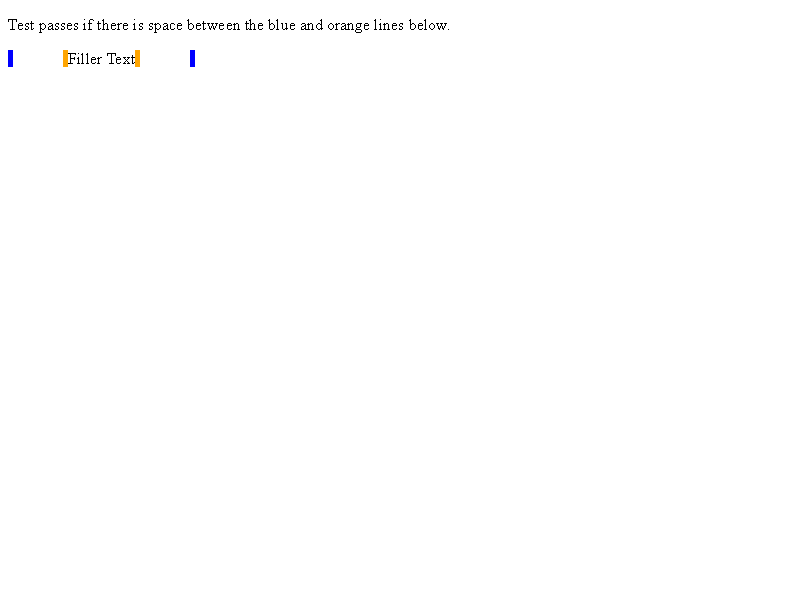 Test passes if there is space between the blue and orange lines below.
Filler Text